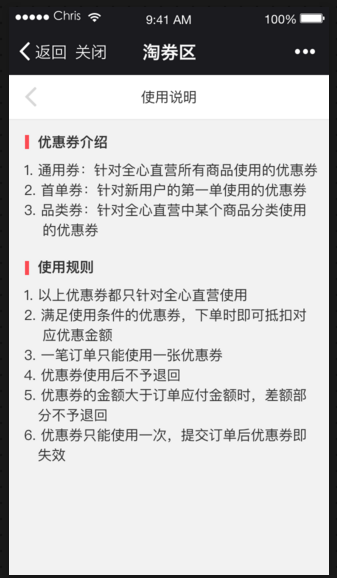 Chris 9:41 AM 100%
返回 关闭 淘券区
使用说明
优惠券介绍
1. 通用券：针对全心直营所有商品使用的优惠券
2. 首单券：针对新用户的第一单使用的优惠券
3. 品类券：针对全心直营中某个商品分类使用
的优惠券
使用规则
1. 以上优惠券都只针对全心直营使用
2. 满足使用条件的优惠券，下单时即可抵扣对
应优惠金额
3. 一笔订单只能使用一张优惠券
4. 优惠券使用后不予退回
5. 优惠券的金额大于订单应付金额时，差额部
分不予退回
6. 优惠券只能使用一次，提交订单后优惠券即
失效